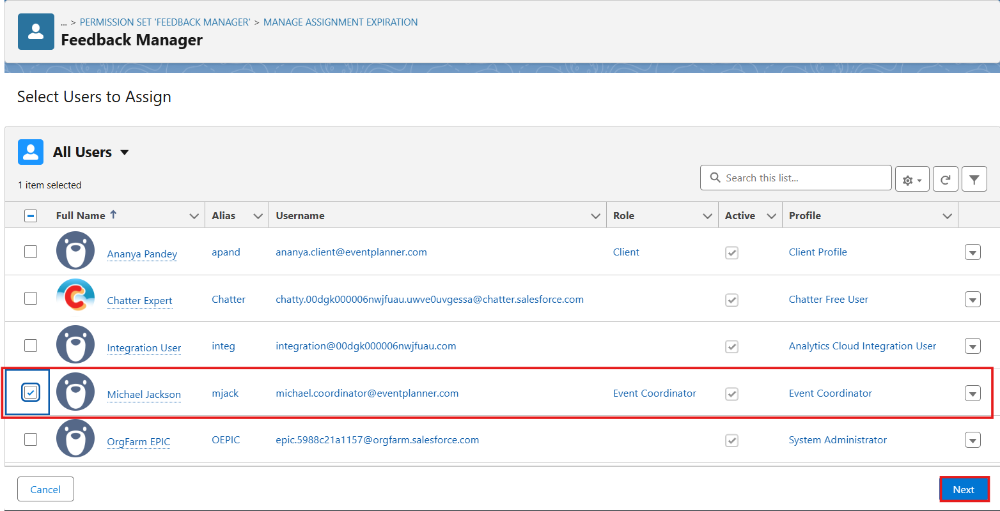 ... > PERMISSION SET 'FEEDBACK MANAGER' > MANAGE ASSIGNMENT EXPIRATION
Feedback Manager
Select Users to Assign
All Users
1 item selected
Search this list...
Full Name Alias Username Role Active Profile
Ananya Pandey apand ananya.client@eventplanner.com Client Client Profile
Chatter Expert Chatter chatty.00dgk000006nwjfuau.uwve0uvgessa@chatter.salesforce.com Chatter Free User
Integration User integ integration@00dgk000006nwjfuau.com Analytics Cloud Integration User
Michael Jackson mjack michael.coordinator@eventplanner.com Event Coordinator Event Coordinator
OrgFarm EPIC OEPIC epic.5988c21a1157@orgfarm.salesforce.com System Administrator
Cancel Next